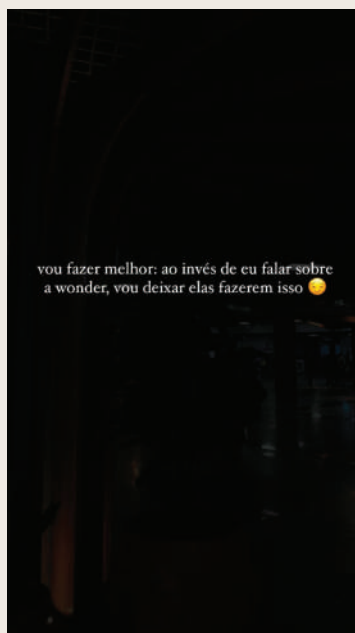 vou fazer melhor: ao invés de eu falar sobre
a wonder, vou deixar elas fazerem isso 😏